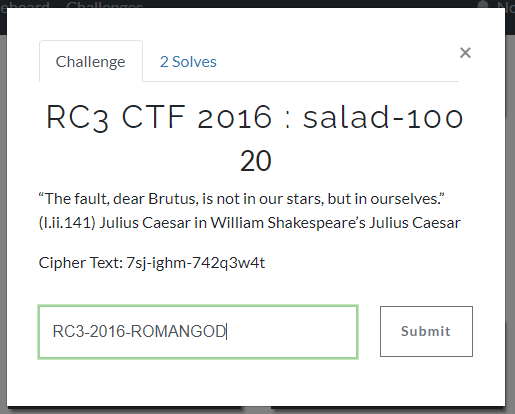 Challenges
Challenge
2 Solves
×
RC3 CTF 2016 : salad-100
20
“The fault, dear Brutus, is not in our stars, but in ourselves.”
(I.ii.141) Julius Caesar in William Shakespeare’s Julius Caesar
Cipher Text: 7sj-ighm-742q3w4t
RC3-2016-ROMANGOD
Submit